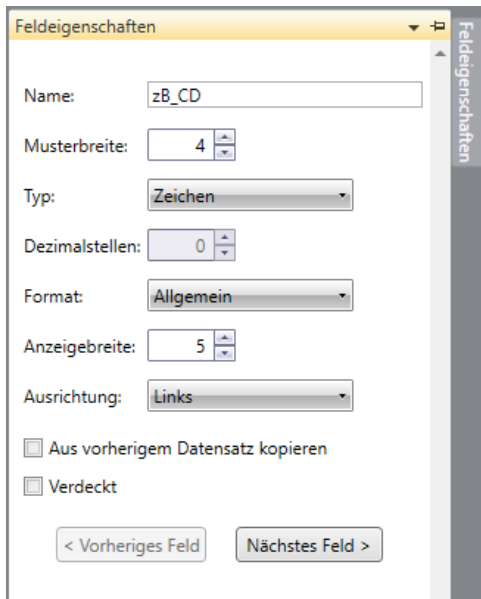 Feldeigenschaften
Feldeigenschaften
Name: zB_CD
Musterbreite: 4
Typ: Zeichen
Dezimalstellen: 0
Format: Allgemein
Anzeigebreite: 5
Ausrichtung: Links
Aus vorherigem Datensatz kopieren
Verdeckt
< Vorheriges Feld Nächstes Feld >